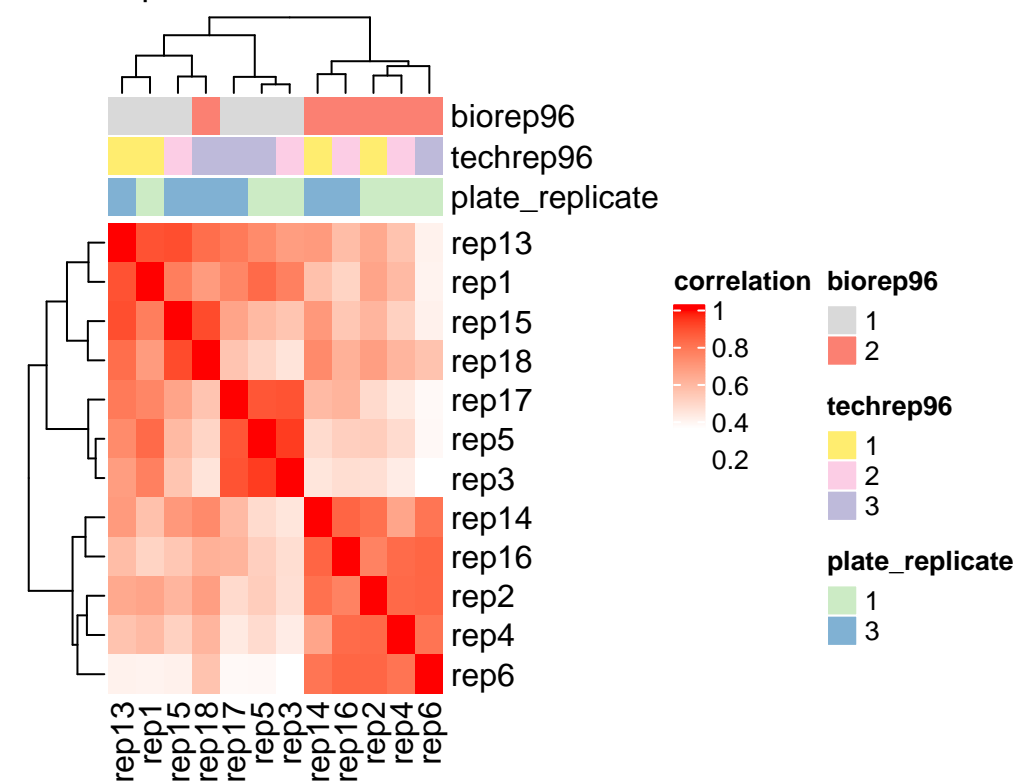 biorep96
techrep96
plate_replicate
rep13
rep1
rep15
rep18
rep17
rep5
rep3
rep14
rep16
rep2
rep4
rep6
rep13
rep1
rep15
rep18
rep17
rep5
rep3
rep14
rep16
rep2
rep4
rep6
correlation
1
0.8
0.6
0.4
0.2
biorep96
1
2
techrep96
1
2
3
plate_replicate
1
3